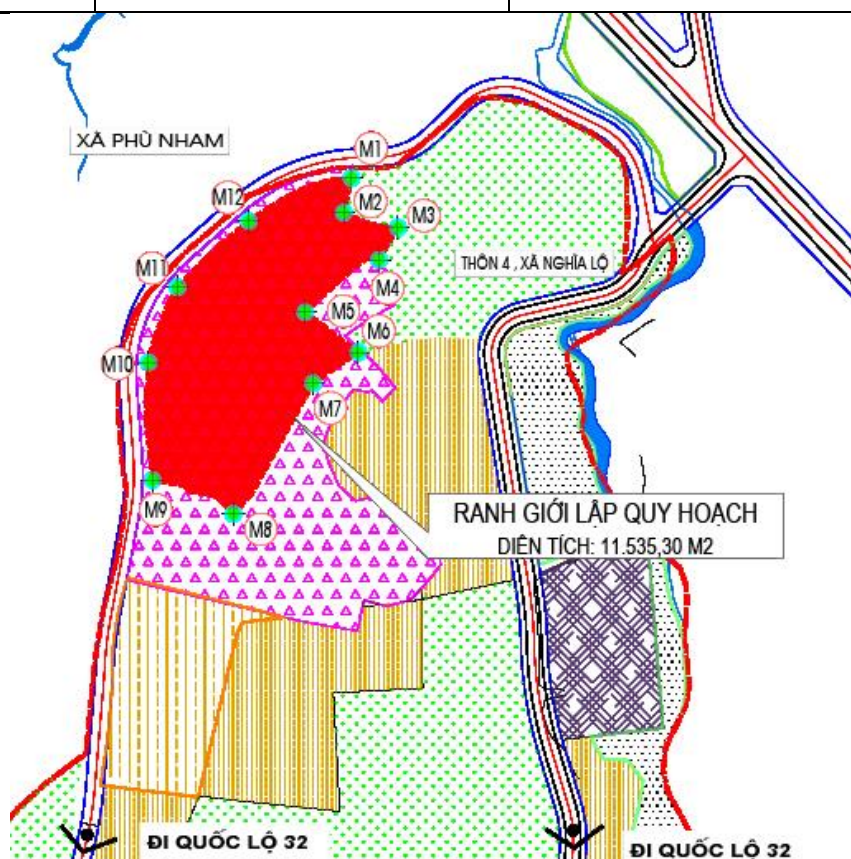 XÃ PHÙ NHAM
M1
M12
M2
M3
THÔN 4 , XÃ NGHĨA LỘ
M11
M4
M5
M6
M10
M7
M9
M8
RANH GIỚI LẬP QUY HOẠCH
DIỆN TÍCH: 11.535,30 M2
ĐI QUỐC LỘ 32
ĐI QUỐC LỘ 32